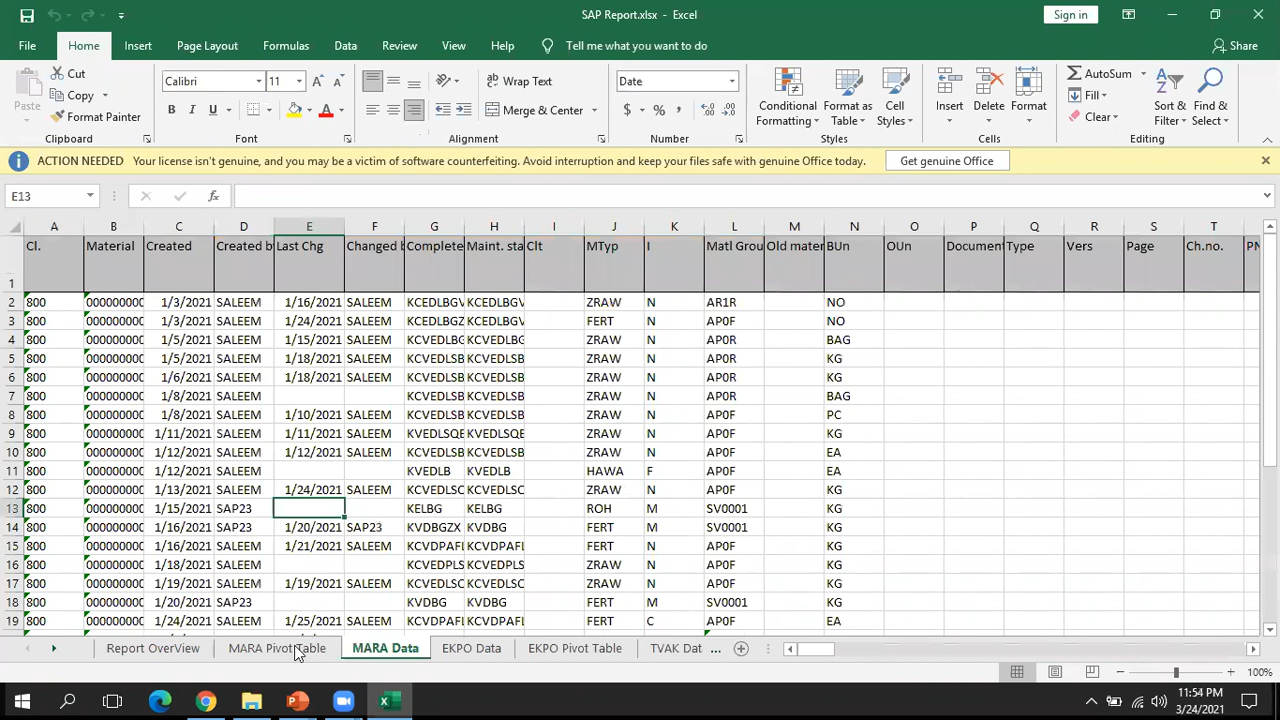 SAP Report.xlsx - Excel
Sign in
File Home Insert Page Layout Formulas Data Review View Help Tell me what you want to do Share
Paste Cut Copy Format Painter Clipboard
Calibri 11 B I U A A A Font
ab Wrap Text Merge & Center Alignment
Date $ % , Number
Conditional Formatting Format as Table Cell Styles Styles
Insert Delete Format Cells
AutoSum Fill Clear Sort & Filter Find & Select Editing
ACTION NEEDED Your license isn't genuine, and you may be a victim of software counterfeiting. Avoid interruption and keep your files safe with genuine Office today. Get genuine Office
E13 fx
A B C D E F G H I J K L M N O P Q R S T
1 Cl. Material Created Created b Last Chg Changed b Complete Maint. sta Clt MTyp I Matl Grou Old mater BUn OUn Document Type Vers Page Ch.no. PN
2 800 000000000 1/3/2021 SALEEM 1/16/2021 SALEEM KCEDLBGV KCEDLBGV ZRAW N AR1R NO
3 800 000000000 1/3/2021 SALEEM 1/24/2021 SALEEM KCEDLBGZ KCEDLBGV FERT N AP0F NO
4 800 000000000 1/5/2021 SALEEM 1/15/2021 SALEEM KCVEDLBG KCVEDLBG ZRAW N AP0R BAG
5 800 000000000 1/5/2021 SALEEM 1/18/2021 SALEEM KCVEDLSB KCVEDLSB ZRAW N AP0R KG
6 800 000000000 1/6/2021 SALEEM 1/18/2021 SALEEM KCVEDLSB KCVEDLSB ZRAW N AP0R KG
7 800 000000000 1/8/2021 SALEEM KCVEDLSB KCVEDLSB ZRAW N AP0R BAG
8 800 000000000 1/8/2021 SALEEM 1/10/2021 SALEEM KCVEDLSB KCVEDLSB ZRAW N AP0F PC
9 800 000000000 1/11/2021 SALEEM 1/11/2021 SALEEM KVEDLSQE KVEDLSQE ZRAW N AP0F KG
10 800 000000000 1/12/2021 SALEEM 1/12/2021 SALEEM KCVEDLSB KCVEDLSB ZRAW N AP0F EA
11 800 000000000 1/12/2021 SALEEM KVEDLB KVEDLB HAWA F AP0F EA
12 800 000000000 1/13/2021 SALEEM 1/24/2021 SALEEM KCVEDLSC KCVEDLSC ZRAW N AP0F KG
13 800 000000000 1/15/2021 SAP23 KELBG KELBG ROH M SV0001 KG
14 800 000000000 1/16/2021 SAP23 1/20/2021 SAP23 KVDBGZX KVDBG FERT M SV0001 KG
15 800 000000000 1/16/2021 SALEEM 1/21/2021 SALEEM KCVDPAFL KCVDPAFL FERT N AP0F KG
16 800 000000000 1/18/2021 SALEEM KCVEDPLS KCVEDPLS ZRAW N AP0F KG
17 800 000000000 1/19/2021 SALEEM 1/19/2021 SALEEM KCVEDLSC KCVEDLSC ZRAW N AP0F KG
18 800 000000000 1/20/2021 SAP23 KVDBG KVDBG FERT M SV0001 KG
19 800 000000000 1/24/2021 SALEEM 1/25/2021 SALEEM KCVDPAFL KCVDPAFL FERT C AP0F EA
Report OverView MARA Pivot Table MARA Data EKPO Data EKPO Pivot Table TVAK Dat ...
100%
11:54 PM
3/24/2021